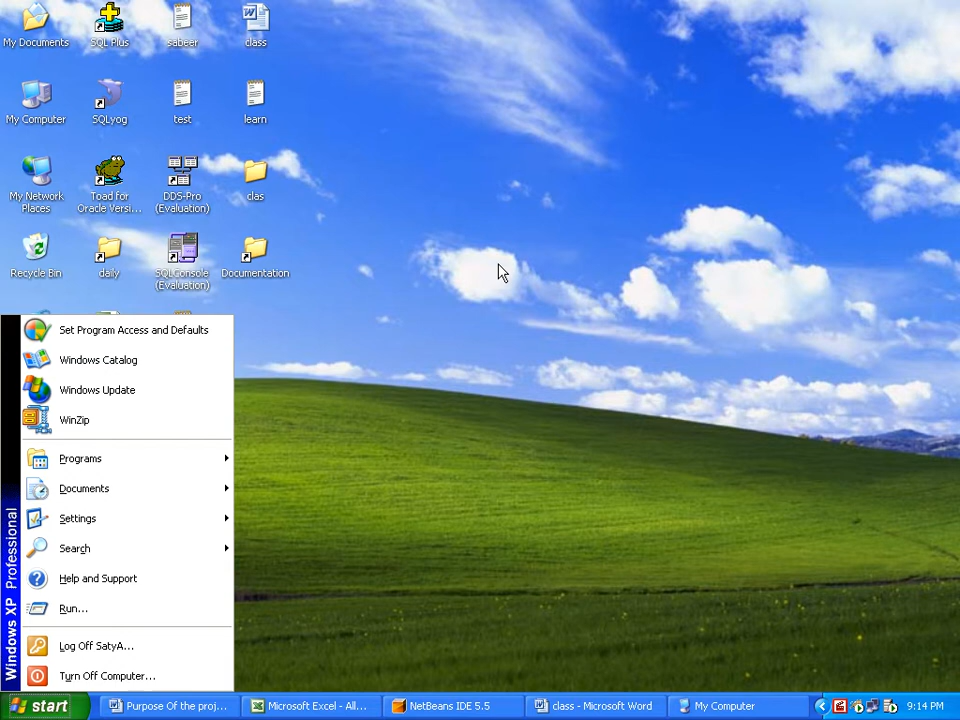 My Documents
SQL Plus
sabeer
class
My Computer
SQLyog
test
learn
My Network
Places
Toad for
Oracle Versi...
DDS-Pro
(Evaluation)
clas
Recycle Bin
daily
SQLConsole
(Evaluation)
Documentation
Set Program Access and Defaults
Windows Catalog
Windows Update
WinZip
Programs
Documents
Settings
Search
Help and Support
Run...
Log Off SatyA...
Turn Off Computer...
Windows XP Professional
start
Purpose Of the proj...
Microsoft Excel - All...
NetBeans IDE 5.5
class - Microsoft Word
My Computer
9:14 PM